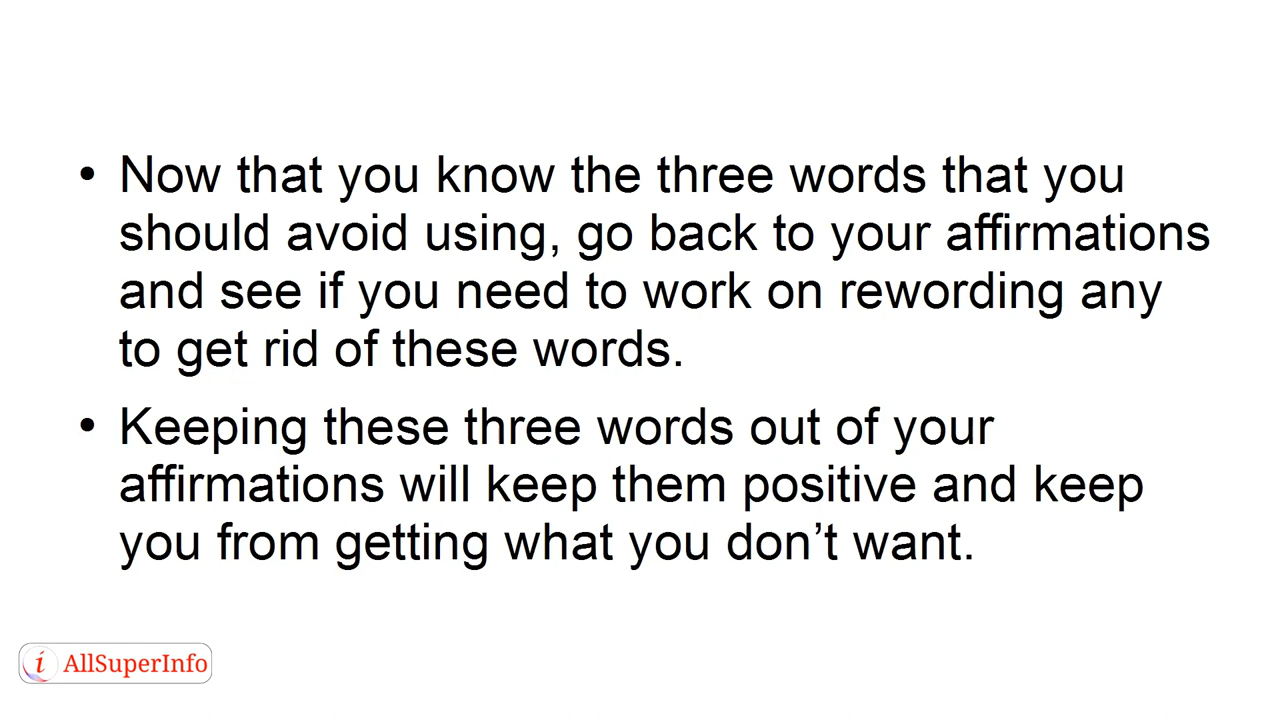 • Now that you know the three words that you
should avoid using, go back to your affirmations
and see if you need to work on rewording any
to get rid of these words.
• Keeping these three words out of your
affirmations will keep them positive and keep
you from getting what you don’t want.
i AllSuperInfo